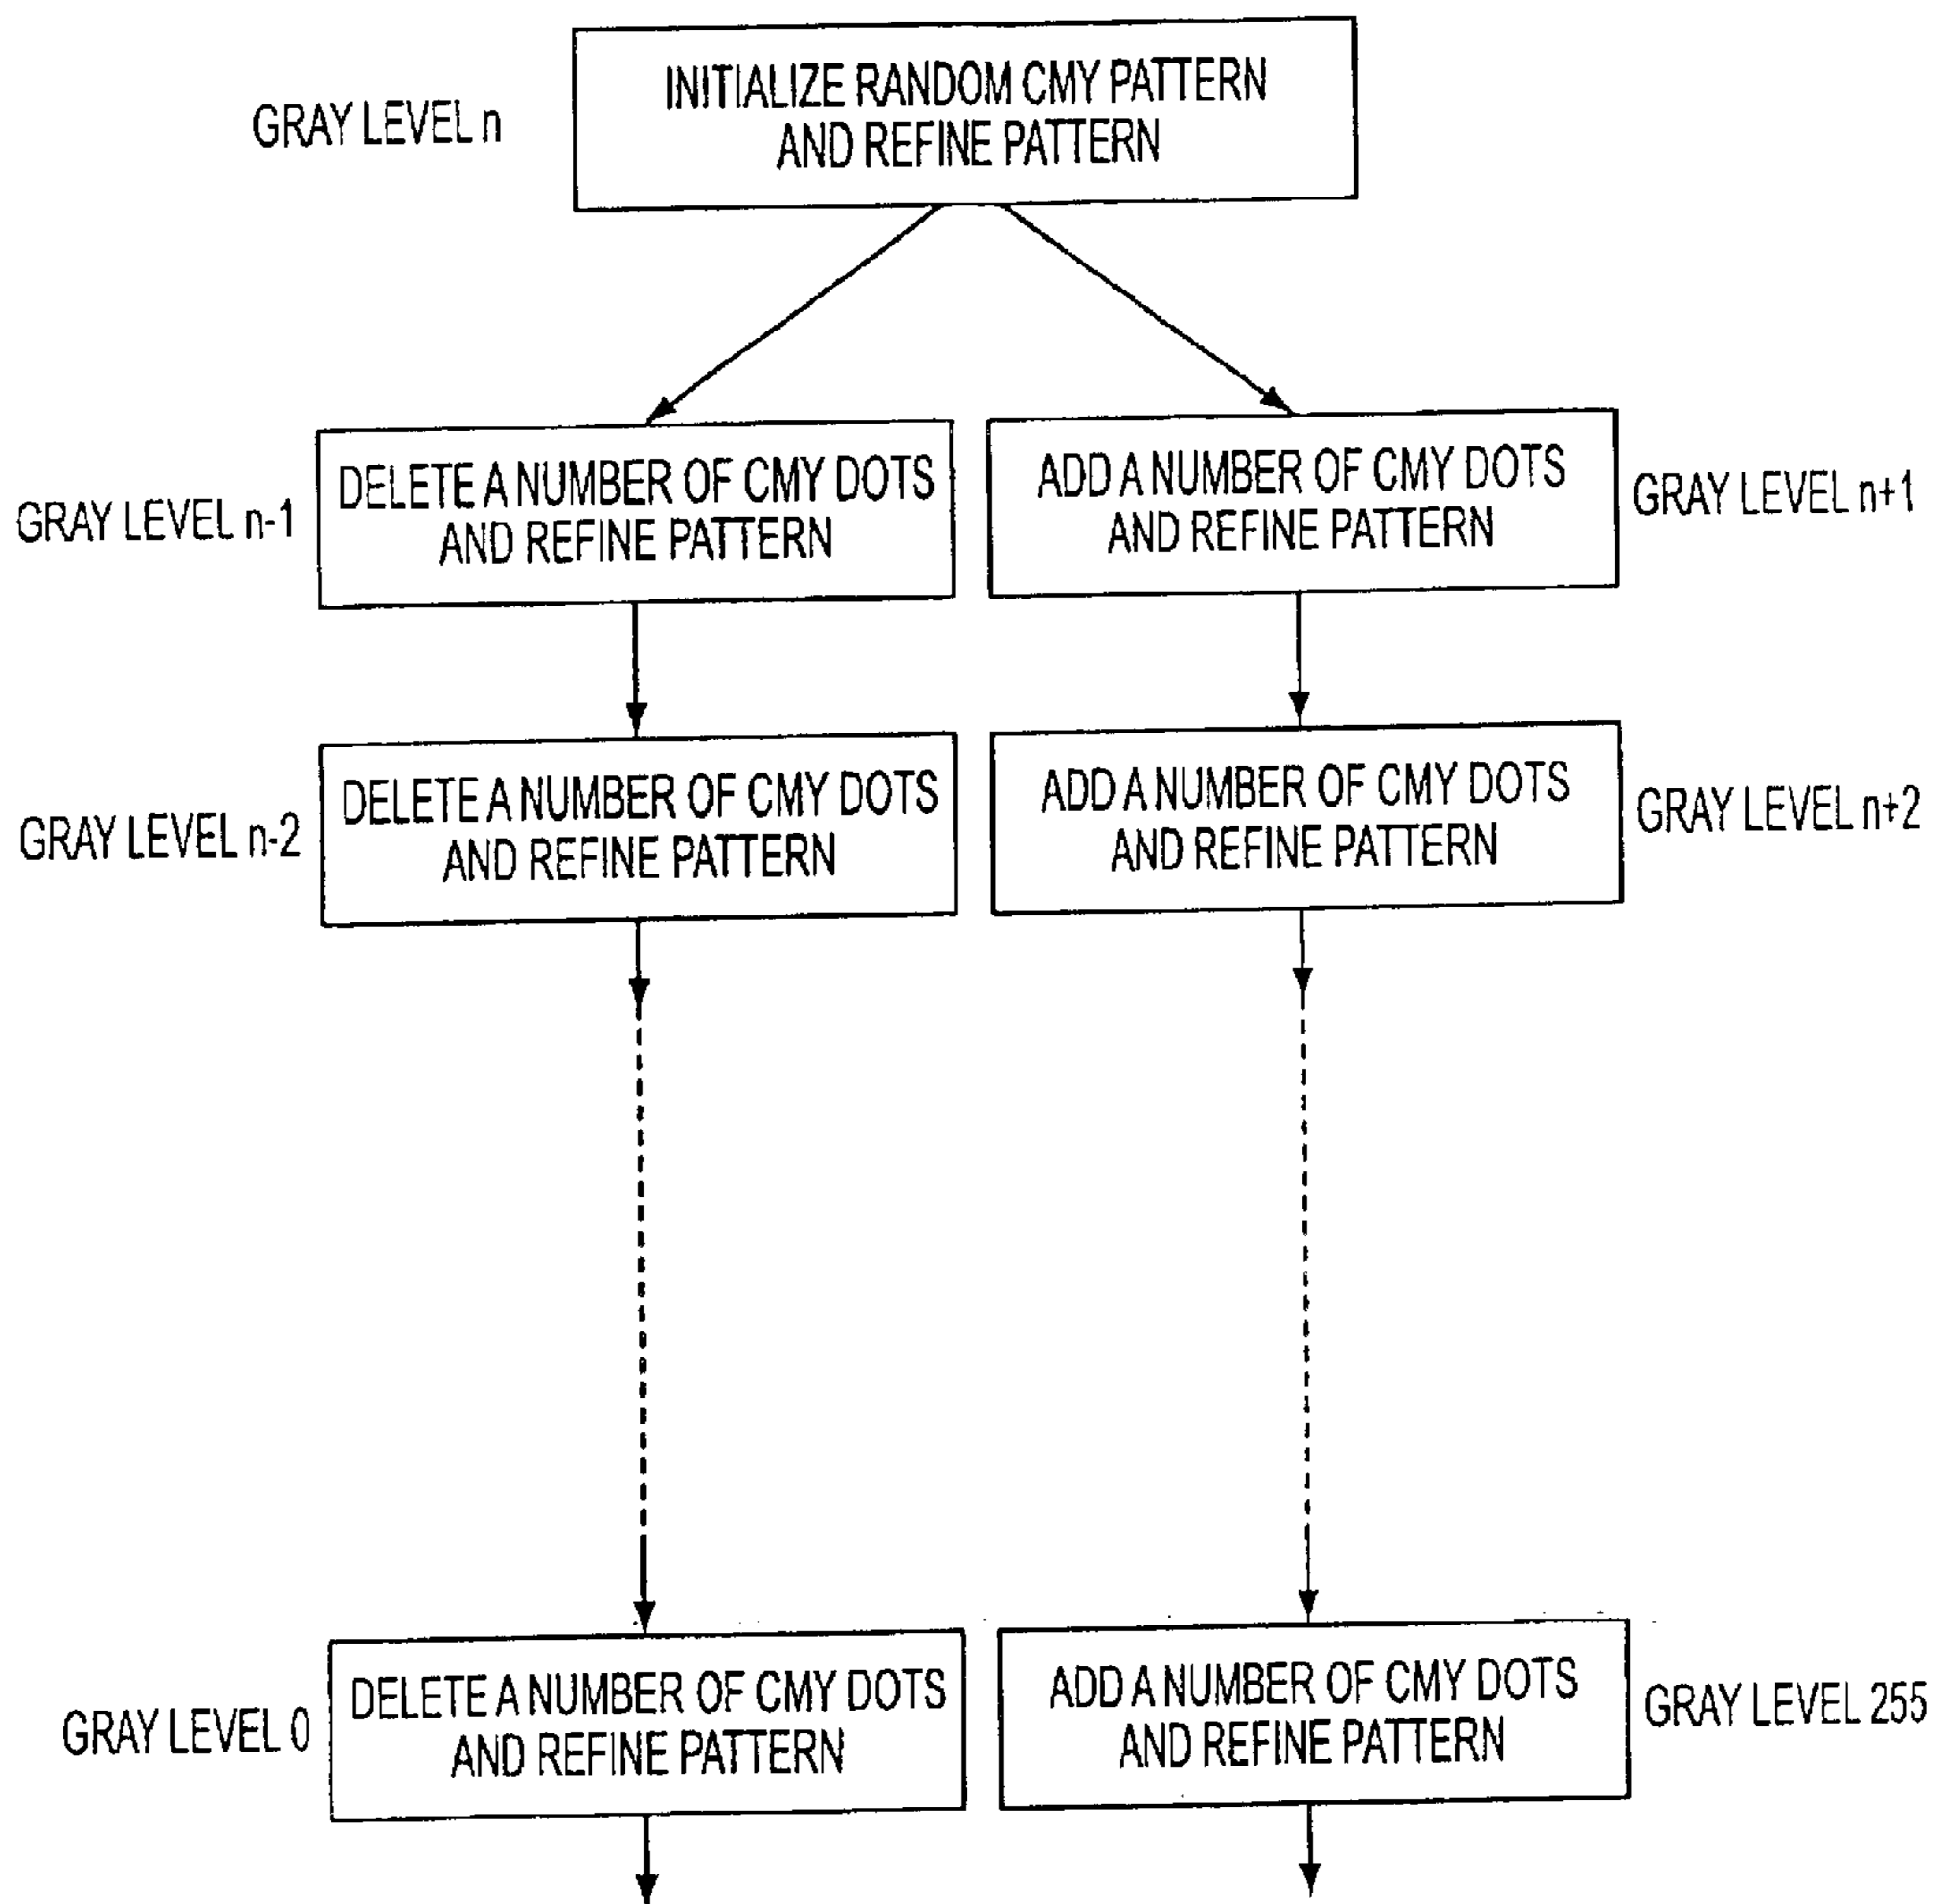 GRAY LEVEL n
INITIALIZE RANDOM CMY PATTERN
AND REFINE PATTERN
GRAY LEVEL n-1
DELETE A NUMBER OF CMY DOTS
AND REFINE PATTERN
ADD A NUMBER OF CMY DOTS
AND REFINE PATTERN
GRAY LEVEL n+1
GRAY LEVEL n-2
DELETE A NUMBER OF CMY DOTS
AND REFINE PATTERN
ADD A NUMBER OF CMY DOTS
AND REFINE PATTERN
GRAY LEVEL n+2
GRAY LEVEL 0
DELETE A NUMBER OF CMY DOTS
AND REFINE PATTERN
ADD A NUMBER OF CMY DOTS
AND REFINE PATTERN
GRAY LEVEL 255